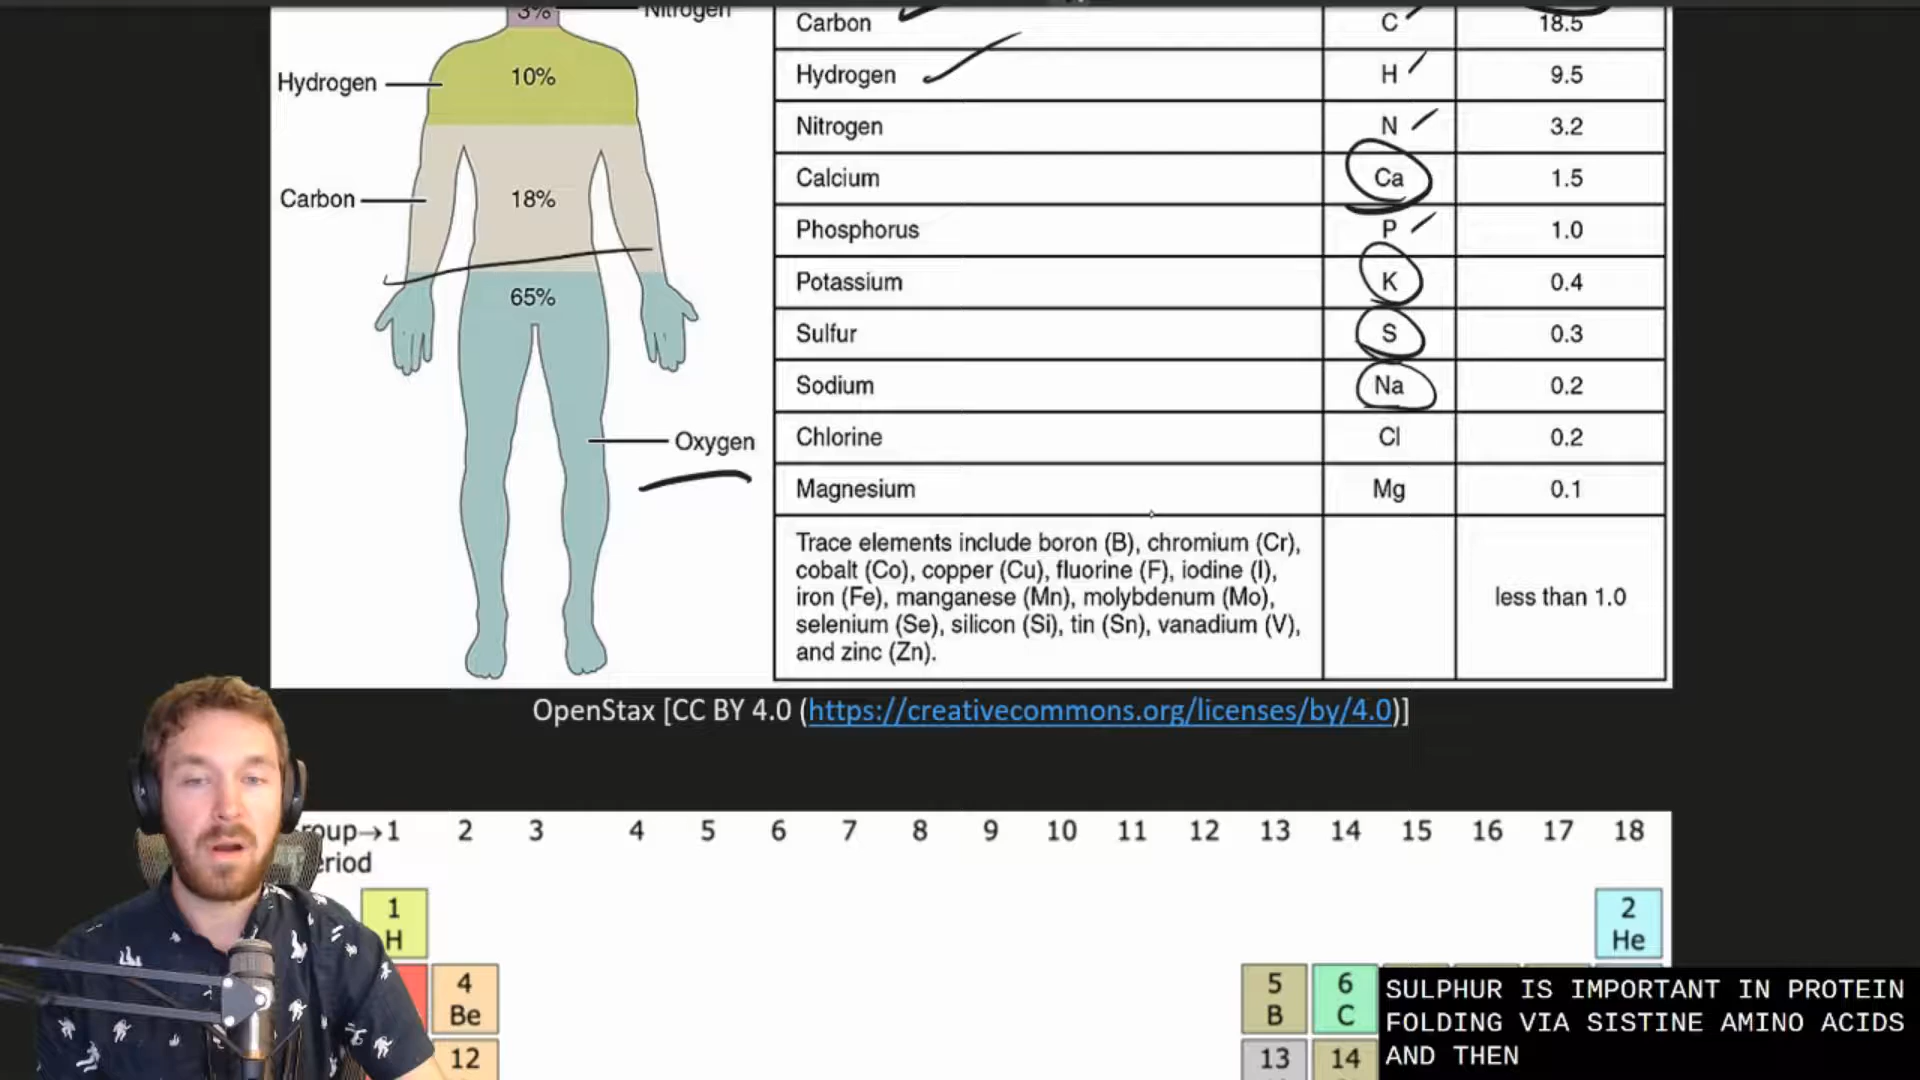 3%
Nitrogen
Hydrogen
10%
Carbon
18%
65%
Oxygen
Carbon C 18.5
Hydrogen H 9.5
Nitrogen N 3.2
Calcium Ca 1.5
Phosphorus P 1.0
Potassium K 0.4
Sulfur S 0.3
Sodium Na 0.2
Chlorine Cl 0.2
Magnesium Mg 0.1
Trace elements include boron (B), chromium (Cr),
cobalt (Co), copper (Cu), fluorine (F), iodine (I),
iron (Fe), manganese (Mn), molybdenum (Mo),
selenium (Se), silicon (Si), tin (Sn), vanadium (V),
and zinc (Zn).
less than 1.0
OpenStax [CC BY 4.0 (https://creativecommons.org/licenses/by/4.0)]
roup→1 2 3 4 5 6 7 8 9 10 11 12 13 14 15 16 17 18
eriod
1
H
2
He
4
Be
5
B
6
C
12
13
14
SULPHUR IS IMPORTANT IN PROTEIN
FOLDING VIA SISTINE AMINO ACIDS
AND THEN